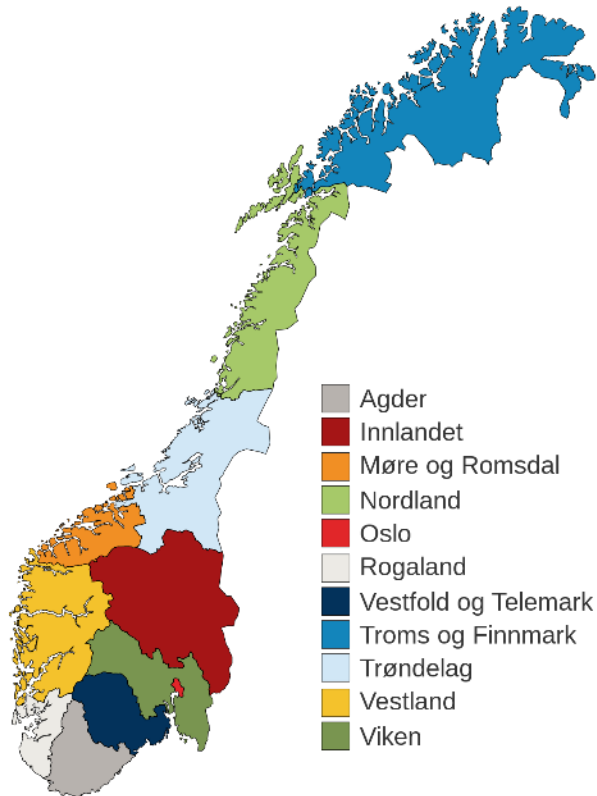 Agder
Innlandet
Møre og Romsdal
Nordland
Oslo
Rogaland
Vestfold og Telemark
Troms og Finnmark
Trøndelag
Vestland
Viken